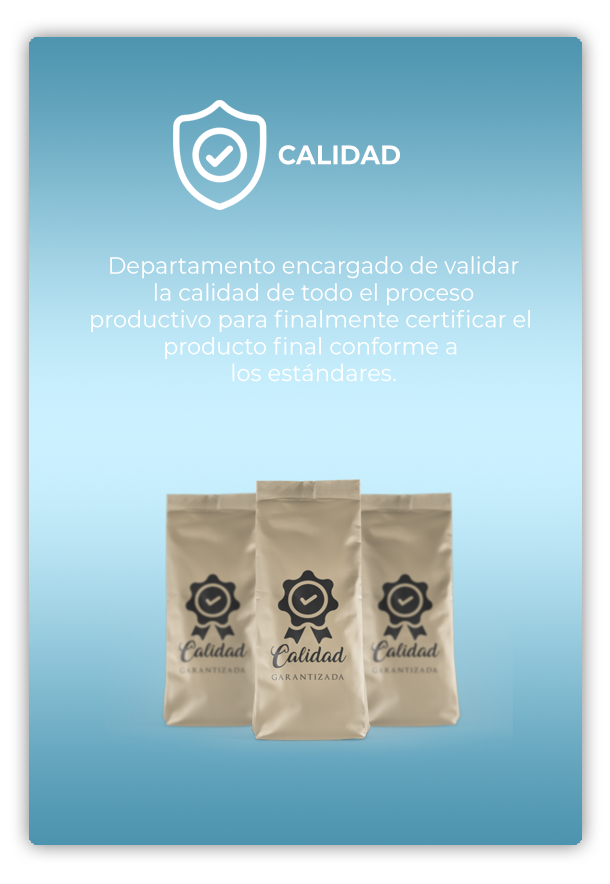 CALIDAD
Departamento encargado de validar
la calidad de todo el proceso
productivo para finalmente certificar el
producto final conforme a
los estándares.
Calidad
GARANTIZADA
Calidad
GARANTIZADA
Calidad
GARANTIZADA